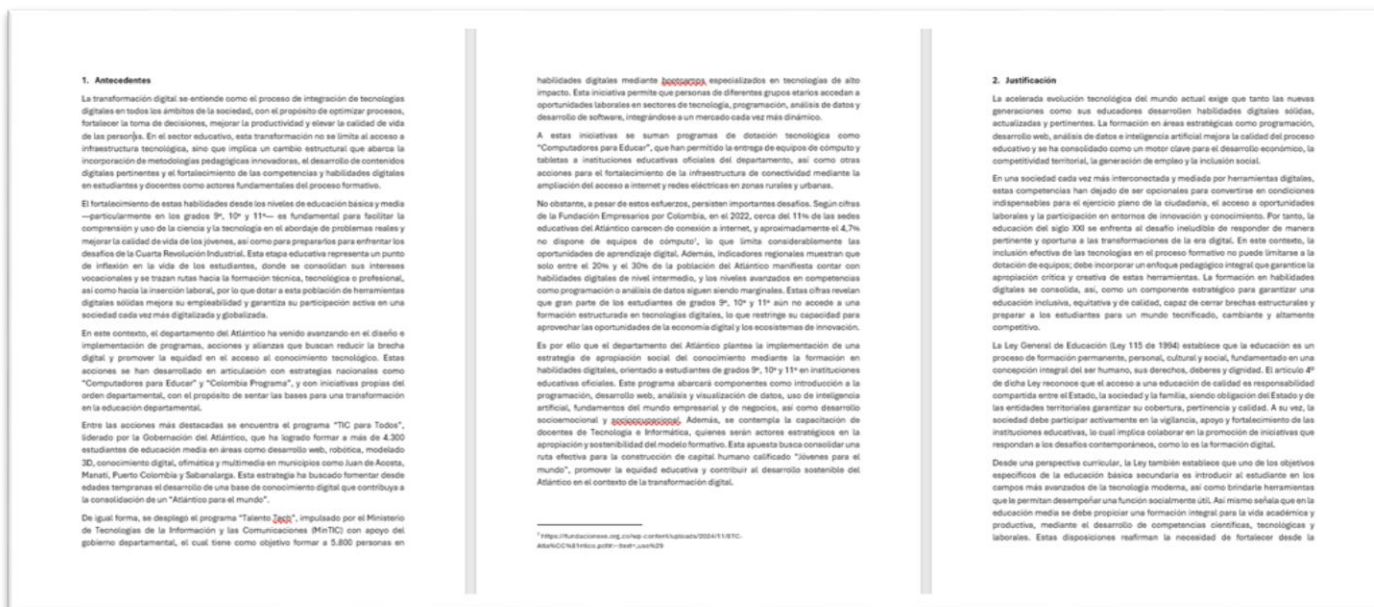 1. Antecedentes
La transformación digital se entiende como el proceso de integración de tecnologías
digitales en todos los ámbitos de la sociedad, con el propósito de optimizar procesos,
fortalecer la toma de decisiones, mejorar la productividad y elevar la calidad de vida
de las personas. En el sector educativo, esta transformación no se limita al acceso a
infraestructura tecnológica, sino que implica un cambio estructural que abarca la
incorporación de metodologías pedagógicas innovadoras, el desarrollo de contenidos
digitales pertinentes y el fortalecimiento de las competencias y habilidades digitales
en estudiantes y docentes como actores fundamentales del proceso formativo.
El fortalecimiento de estas habilidades desde los niveles de educación básica y media
—particularmente en los grados 9º, 10º y 11º— es fundamental para facilitar la
comprensión y uso de la ciencia y la tecnología en el abordaje de problemas reales y
mejorar la calidad de vida de los jóvenes, así como para prepararlos para enfrentar los
desafíos de la Cuarta Revolución Industrial. Esta etapa educativa representa un punto
de inflexión en la vida de los estudiantes, donde se consolidan sus intereses
vocacionales y se trazan rutas hacia la formación técnica, tecnológica o profesional,
así como hacia la inserción laboral, por lo que dotar a esta población de herramientas
digitales sólidas mejora su empleabilidad y garantiza su participación activa en una
sociedad cada vez más digitalizada y globalizada.
En este contexto, el departamento del Atlántico ha venido avanzando en el diseño e
implementación de programas, acciones y alianzas que buscan reducir la brecha
digital y promover la equidad en el acceso al conocimiento tecnológico. Estas
acciones se han desarrollado en articulación con estrategias nacionales como
“Computadores para Educar” y “Colombia Programa”, y con iniciativas propias del
orden departamental, con el propósito de sentar las bases para una transformación
en la educación departamental.
Entre las acciones más destacadas se encuentra el programa “TIC para Todos”,
liderado por la Gobernación del Atlántico, que ha logrado formar a más de 4.300
estudiantes de educación media en áreas como desarrollo web, robótica, modelado
3D, conocimiento digital, ofimática y multimedia en municipios como Juan de Acosta,
Manatí, Puerto Colombia y Sabanalarga. Esta estrategia ha buscado fomentar desde
edades tempranas el desarrollo de una base de conocimiento digital que contribuya a
la consolidación de un “Atlántico para el mundo”.
De igual forma, se desplegó el programa “Talento Tech”, impulsado por el Ministerio
de Tecnologías de la Información y las Comunicaciones (MinTIC) con apoyo del
gobierno departamental, el cual tiene como objetivo formar a 5.800 personas en
habilidades digitales mediante bootcamps especializados en tecnologías de alto
impacto. Esta iniciativa permite que personas de diferentes grupos etarios accedan a
oportunidades laborales en sectores de tecnología, programación, análisis de datos y
desarrollo de software, integrándose a un mercado cada vez más dinámico.
A estas iniciativas se suman programas de dotación tecnológica como
“Computadores para Educar”, que han permitido la entrega de equipos de cómputo y
tabletas a instituciones educativas oficiales del departamento, así como otras
acciones para el fortalecimiento de la infraestructura de conectividad mediante la
ampliación del acceso a internet y redes eléctricas en zonas rurales y urbanas.
No obstante, a pesar de estos esfuerzos, persisten importantes desafíos. Según cifras
de la Fundación Empresarios por Colombia, en el 2022, cerca del 11% de las sedes
educativas del Atlántico carecen de conexión a internet, y aproximadamente el 4,7%
no dispone de equipos de cómputo¹, lo que limita considerablemente las
oportunidades de aprendizaje digital. Además, indicadores regionales muestran que
solo entre el 20% y el 30% de la población del Atlántico manifiesta contar con
habilidades digitales de nivel intermedio, y los niveles avanzados en competencias
como programación o análisis de datos siguen siendo marginales. Estas cifras revelan
que gran parte de los estudiantes de grados 9º, 10º y 11º aún no accede a una
formación estructurada en tecnologías digitales, lo que restringe su capacidad para
aprovechar las oportunidades de la economía digital y los ecosistemas de innovación.
Es por ello que el departamento del Atlántico plantea la implementación de una
estrategia de apropiación social del conocimiento mediante la formación en
habilidades digitales, orientado a estudiantes de grados 9º, 10º y 11º en instituciones
educativas oficiales. Este programa abarcará componentes como introducción a la
programación, desarrollo web, análisis y visualización de datos, uso de inteligencia
artificial, fundamentos del mundo empresarial y de negocios, así como desarrollo
socioemocional y socioocupacional. Además, se contempla la capacitación de
docentes de Tecnología e Informática, quienes serán actores estratégicos en la
apropiación y sostenibilidad del modelo formativo. Esta apuesta busca consolidar una
ruta efectiva para la construcción de capital humano calificado “Jóvenes para el
mundo”, promover la equidad educativa y contribuir al desarrollo sostenible del
Atlántico en el contexto de la transformación digital.
2. Justificación
La acelerada evolución tecnológica del mundo actual exige que tanto las nuevas
generaciones como sus educadores desarrollen habilidades digitales sólidas,
actualizadas y pertinentes. La formación en áreas estratégicas como programación,
desarrollo web, análisis de datos e inteligencia artificial mejora la calidad del proceso
educativo y se ha consolidado como un motor clave para el desarrollo económico, la
competitividad territorial, la generación de empleo y la inclusión social.
En una sociedad cada vez más interconectada y mediada por herramientas digitales,
estas competencias han dejado de ser opcionales para convertirse en condiciones
indispensables para el ejercicio pleno de la ciudadanía, el acceso a oportunidades
laborales y la participación en entornos de innovación y conocimiento. Por tanto, la
educación del siglo XXI se enfrenta al desafío ineludible de responder de manera
pertinente y oportuna a las transformaciones de la era digital. En este contexto, la
inclusión efectiva de las tecnologías en el proceso formativo no puede limitarse a la
dotación de equipos; debe incorporar un enfoque pedagógico integral que garantice la
apropiación crítica y creativa de estas herramientas. La formación en habilidades
digitales se consolida, así, como un componente estratégico para garantizar una
educación inclusiva, equitativa y de calidad, capaz de cerrar brechas estructurales y
preparar a los estudiantes para un mundo tecnificado, cambiante y altamente
competitivo.
La Ley General de Educación (Ley 115 de 1994) establece que la educación es un
proceso de formación permanente, personal, cultural y social, fundamentado en una
concepción integral del ser humano, sus derechos, deberes y dignidad. El artículo 4º
de dicha Ley reconoce que el acceso a una educación de calidad es responsabilidad
compartida entre el Estado, la sociedad y la familia, siendo obligación del Estado y de
las entidades territoriales garantizar su cobertura, pertinencia y calidad. A su vez, la
sociedad debe participar activamente en la vigilancia, apoyo y fortalecimiento de las
instituciones educativas, lo cual implica colaborar en la promoción de iniciativas que
respondan a los desafíos contemporáneos, como lo es la formación digital.
Desde una perspectiva curricular, la Ley también establece que uno de los objetivos
específicos de la educación básica secundaria es introducir al estudiante en los
campos más avanzados de la tecnología moderna, así como brindarle herramientas
que le permitan desempeñar una función socialmente útil. Así mismo señala que en la
educación media se debe propiciar una formación integral para la vida académica y
productiva, mediante el desarrollo de competencias científicas, tecnológicas y
laborales. Estas disposiciones reafirman la necesidad de fortalecer desde la